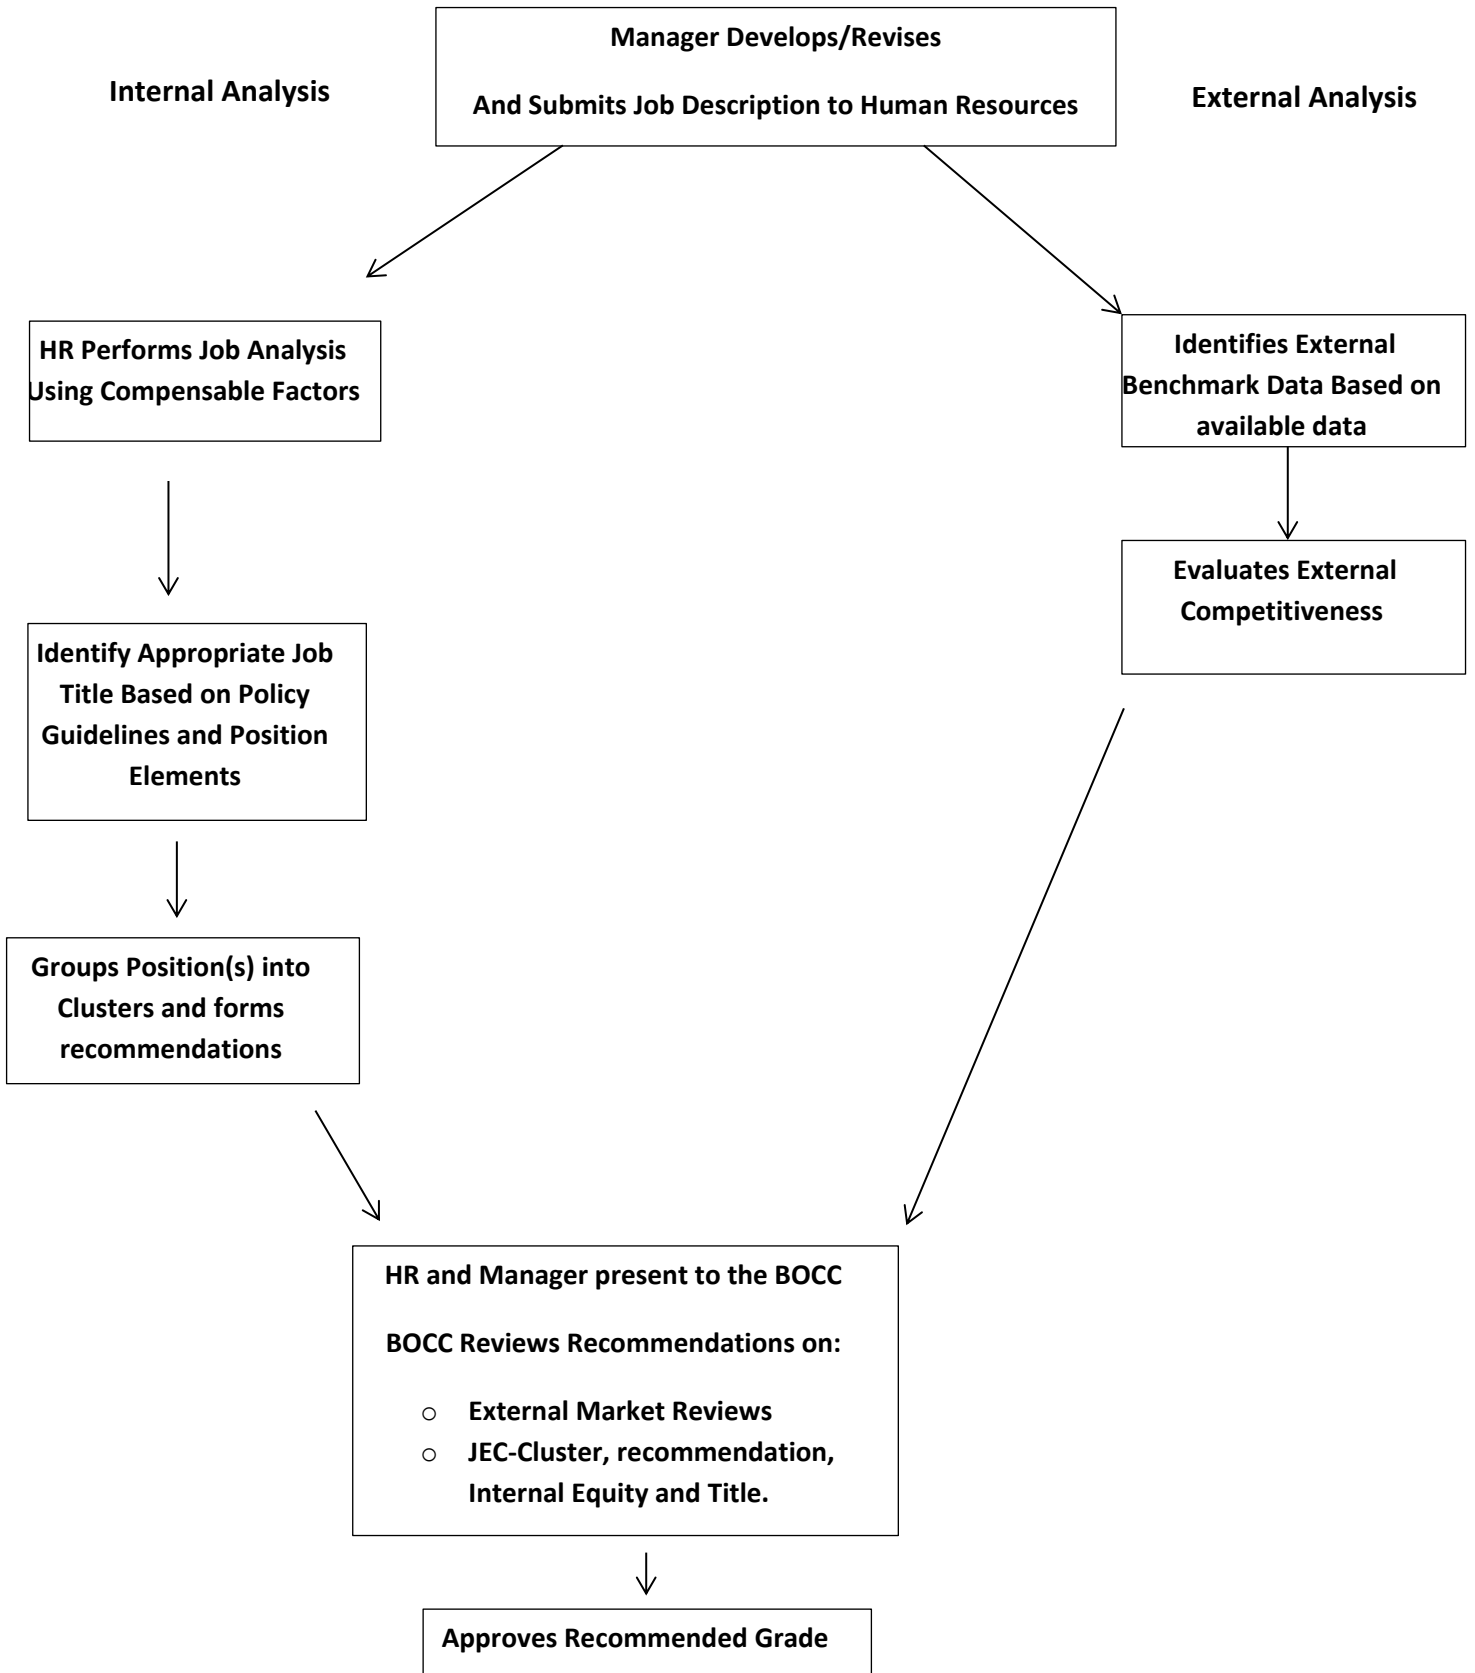 Manager Develops/Revises
And Submits Job Description to Human Resources
Internal Analysis
External Analysis
HR Performs Job Analysis
Using Compensable Factors
Identify Appropriate Job
Title Based on Policy
Guidelines and Position
Elements
Groups Position(s) into
Clusters and forms
recommendations
Identifies External
Benchmark Data Based on
available data
Evaluates External
Competitiveness
HR and Manager present to the BOCC
BOCC Reviews Recommendations on:
o External Market Reviews
o JEC-Cluster, recommendation,
Internal Equity and Title.
Approves Recommended Grade